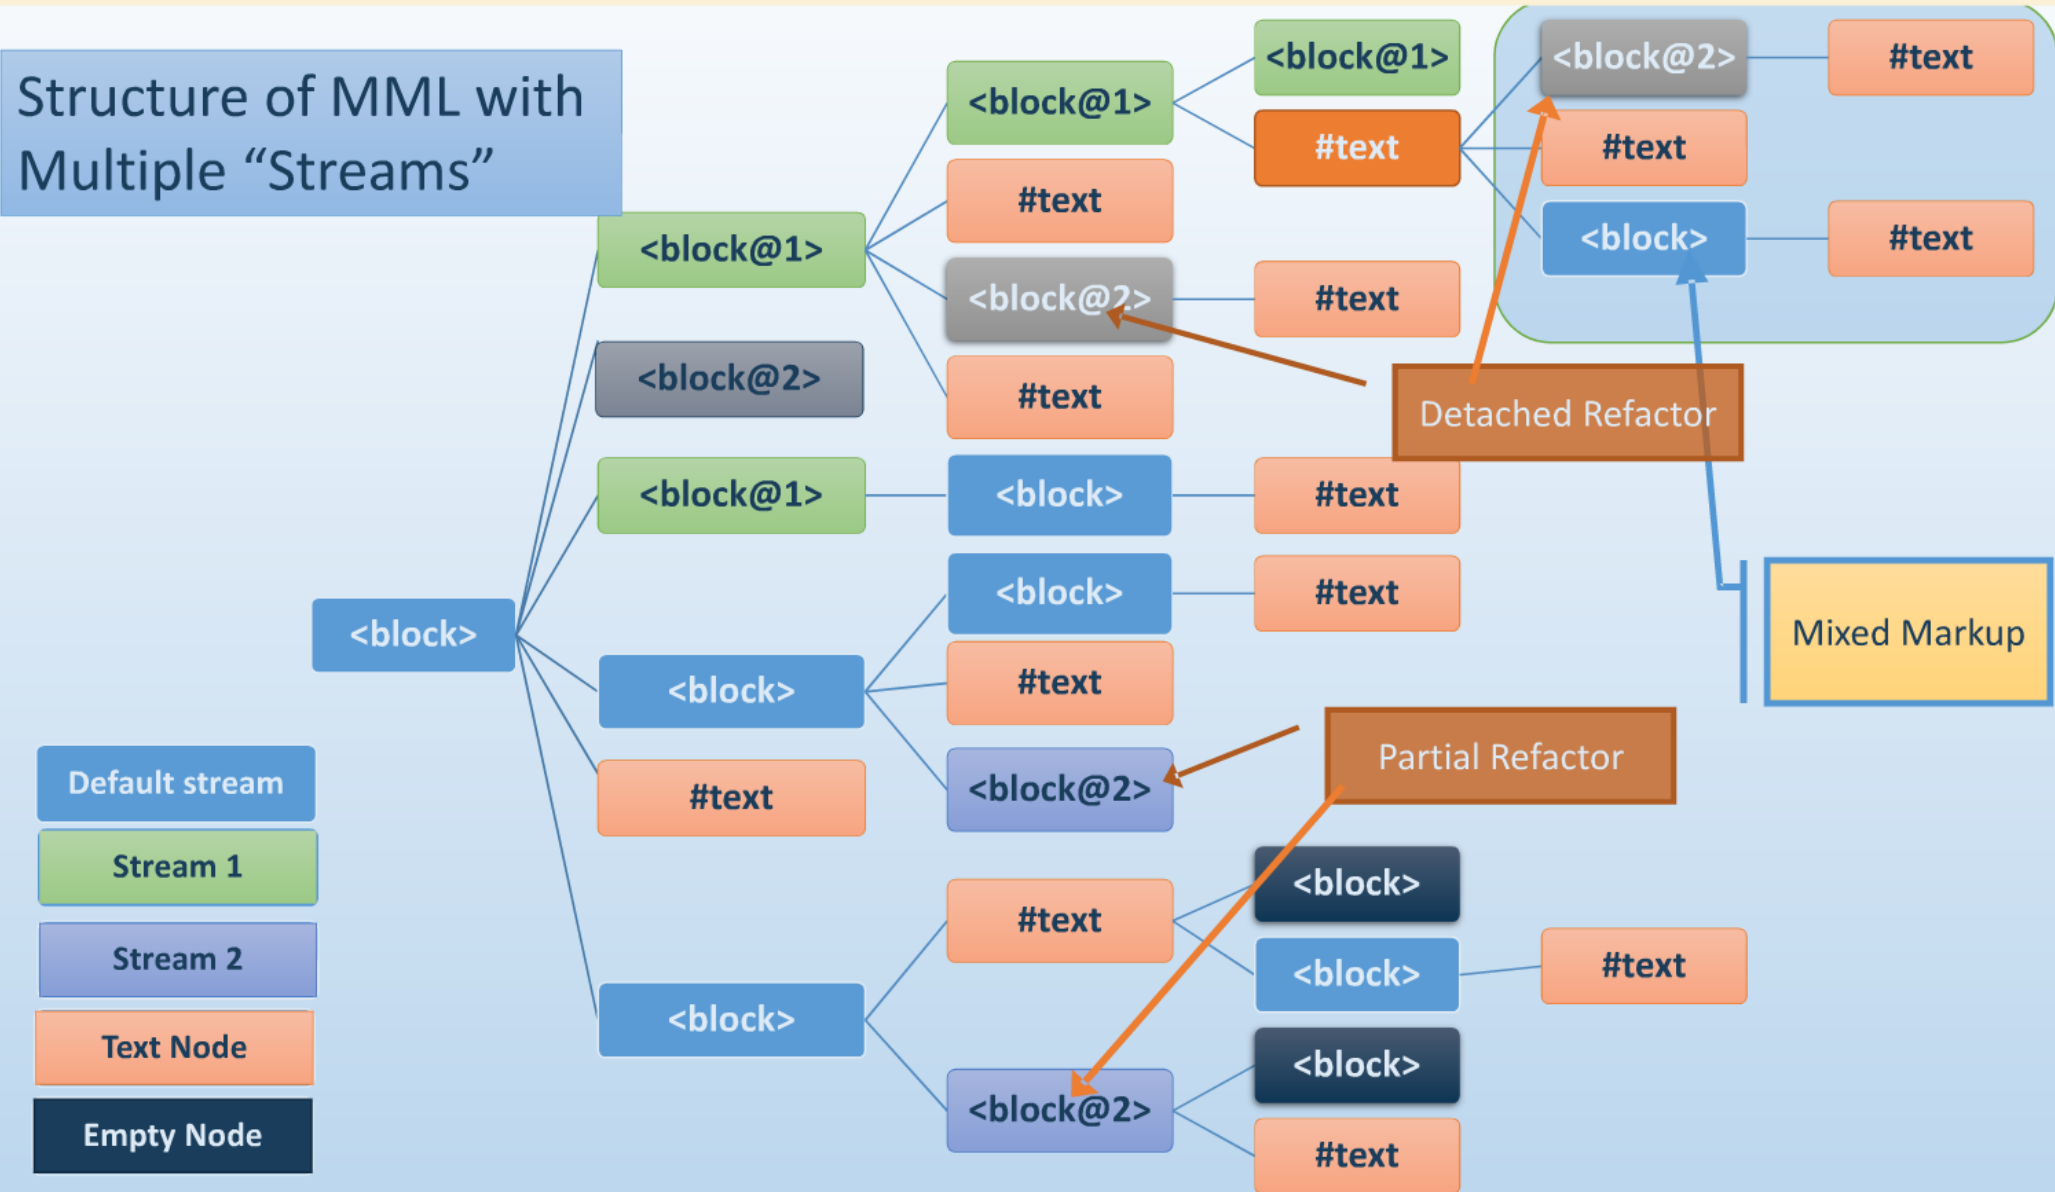 Structure of MML with
Multiple “Streams”
<block@1>
<block@2>
#text
<block@1>
#text
#text
<block@1>
#text
<block>
#text
<block@1>
<block@2>
#text
#text
<block@2>
Detached Refactor
<block@1>
<block>
#text
<block>
#text
<block>
Mixed Markup
<block>
#text
Partial Refactor
#text
<block@2>
Default stream
Stream 1
Stream 2
Text Node
Empty Node
<block>
#text
<block>
#text
<block>
<block>
<block@2>
<block>
#text